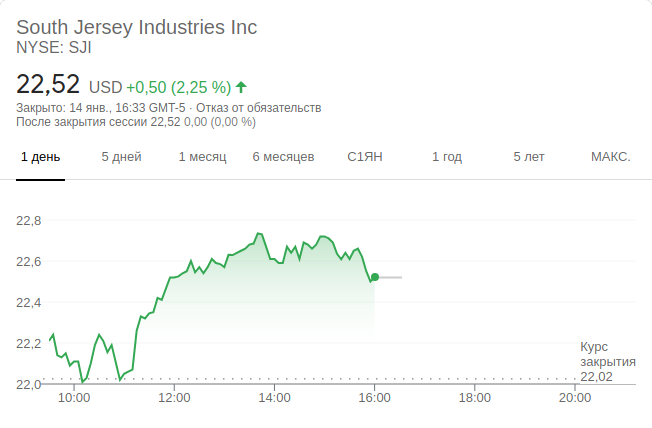 South Jersey Industries Inc
NYSE: SJI
22,52 USD +0,50 (2,25 %)
Закрыто: 14 янв., 16:33 GMT-5 · Отказ от обязательств
После закрытия сессии 22,52 0,00 (0,00 %)
1 день 5 дней 1 месяц 6 месяцев С1ЯН 1 год 5 лет МАКС.
22,8
22,6
22,4
22,2
Курс
закрытия
22,02
22,0
10:00 12:00 14:00 16:00 18:00 20:00